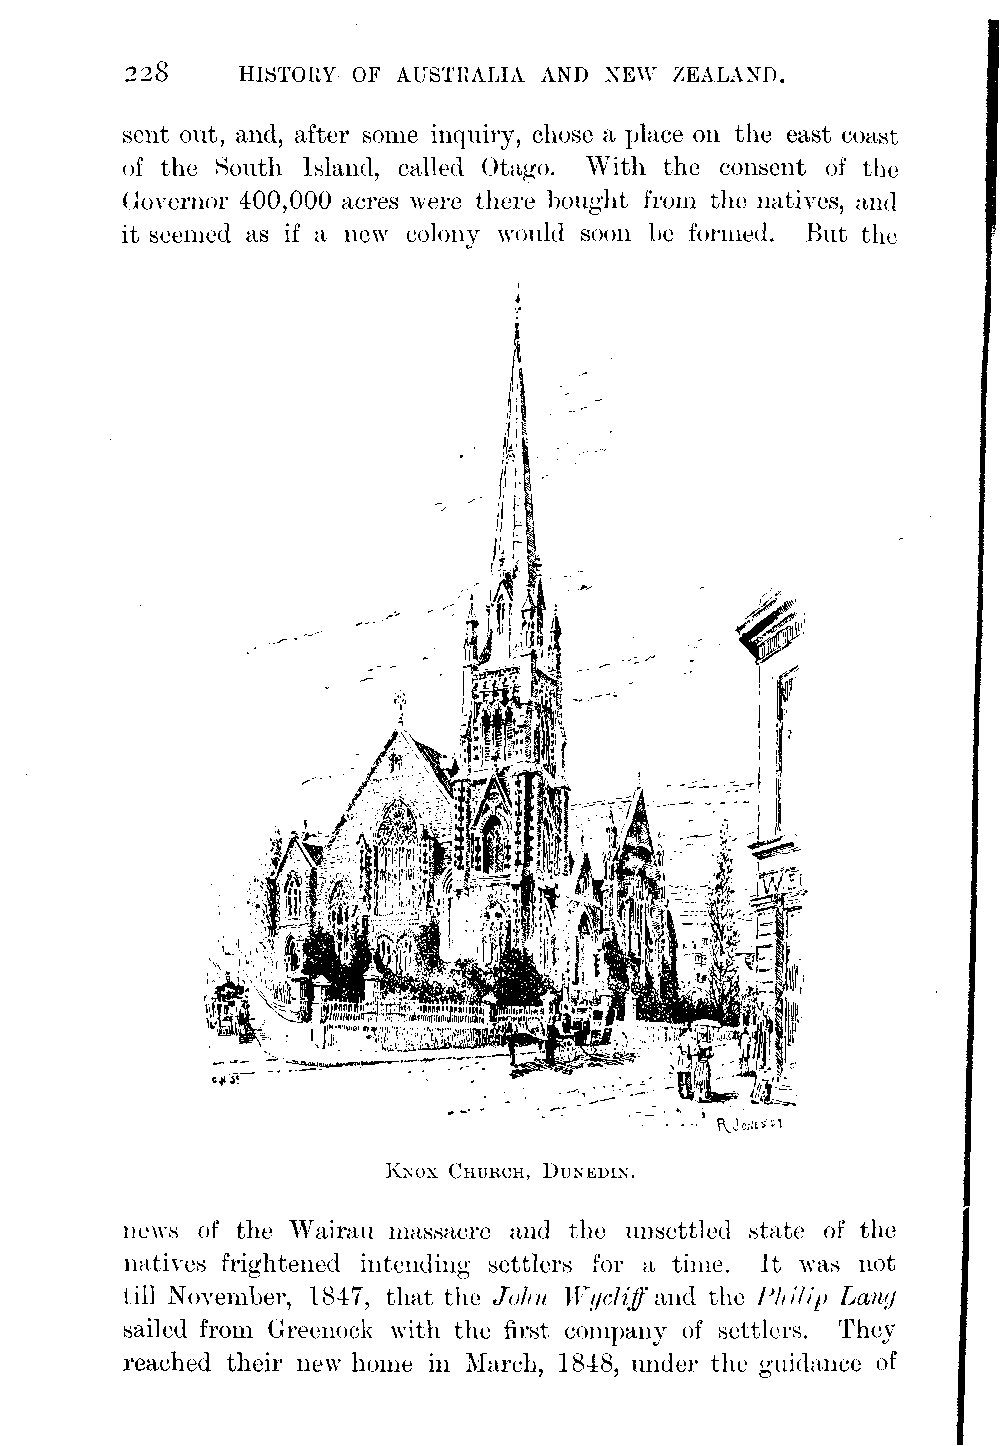 228 HISTORY OF AUSTRALIA AND NEW ZEALAND.
sent out, and, after some inquiry, chose a place on the east coast
of the South Island, called Otago. With the consent of the
Governor 400,000 acres were there bought from the natives, and
it seemed as if a new colony would soon be formed. But the
KNOX CHURCH, DUNEDIN.
news of the Wairau massacre and the unsettled state of the
natives frightened intending settlers for a time. It was not
till November, 1847, that the John Wycliff and the Philip Lang
sailed from Greenock with the first company of settlers. They
reached their new home in March, 1848, under the guidance of